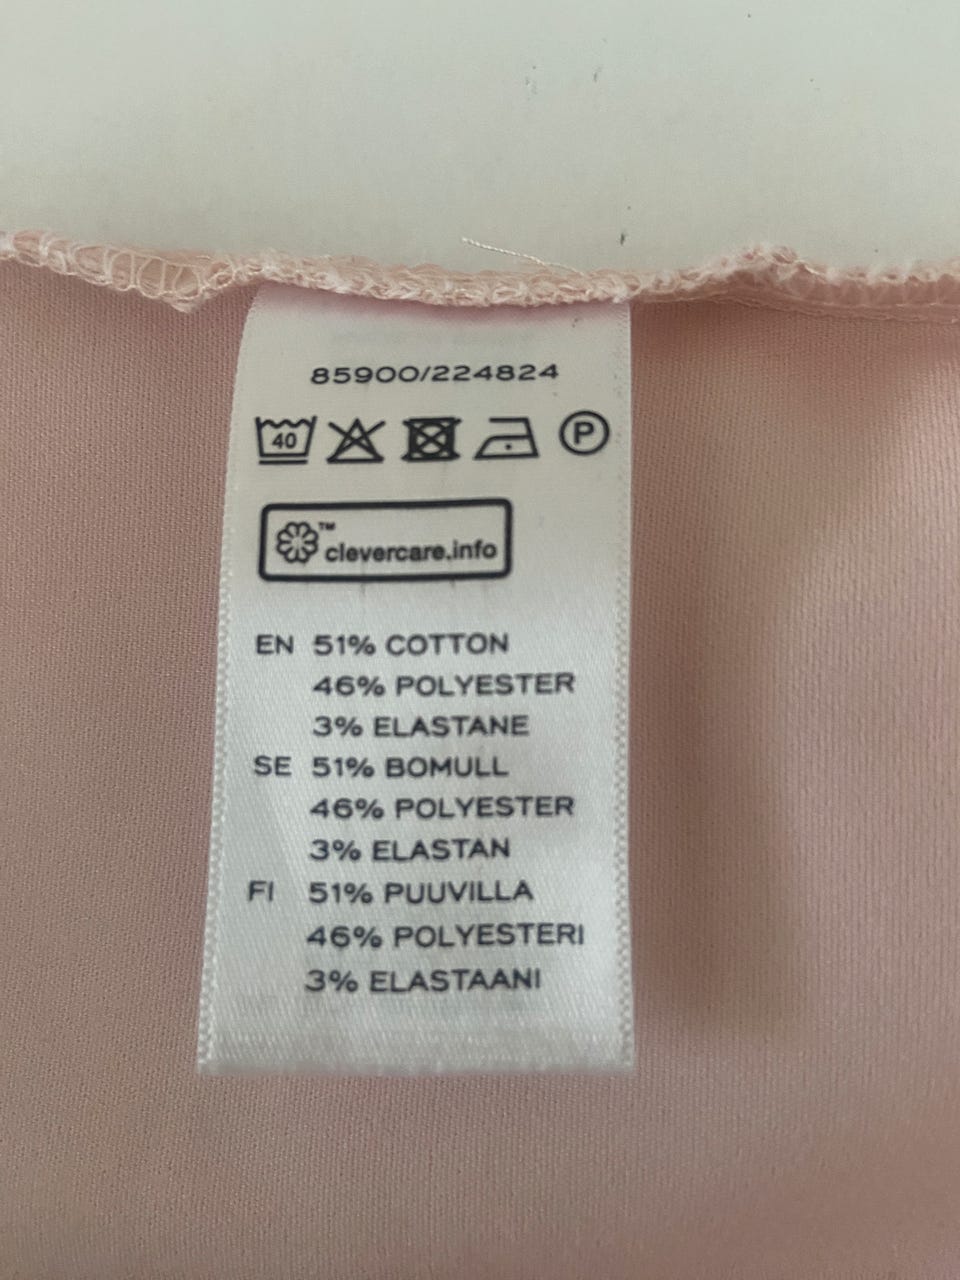 85900/224824
40 P
™ clevercare.info
EN 51% COTTON
46% POLYESTER
3% ELASTANE
SE 51% BOMULL
46% POLYESTER
3% ELASTAN
FI 51% PUUVILLA
46% POLYESTERI
3% ELASTAANI